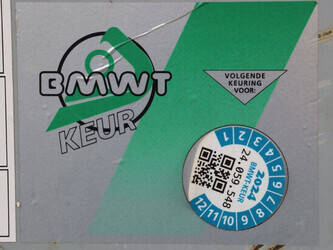 BMWT
KEUR
VOLGENDE
KEURING
VOOR:
1 2 3 4 5 6 7 8 9 10 11 12
2024
BMWT-KEUR
24.059.548